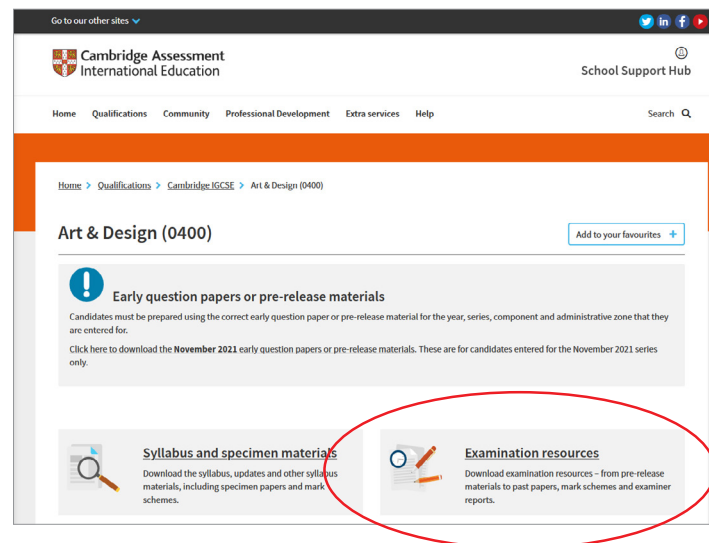 Go to our other sites
Cambridge Assessment
International Education
School Support Hub
Home Qualifications Community Professional Development Extra services Help Search
Home > Qualifications > Cambridge IGCSE > Art & Design (0400)
Art & Design (0400)
Add to your favourites +
Early question papers or pre-release materials
Candidates must be prepared using the correct early question paper or pre-release material for the year, series, component and administrative zone that they
are entered for.
Click here to download the November 2021 early question papers or pre-release materials. These are for candidates entered for the November 2021 series
only.
Syllabus and specimen materials
Download the syllabus, updates and other syllabus
materials, including specimen papers and mark
schemes.
Examination resources
Download examination resources – from pre-release
materials to past papers, mark schemes and examiner
reports.